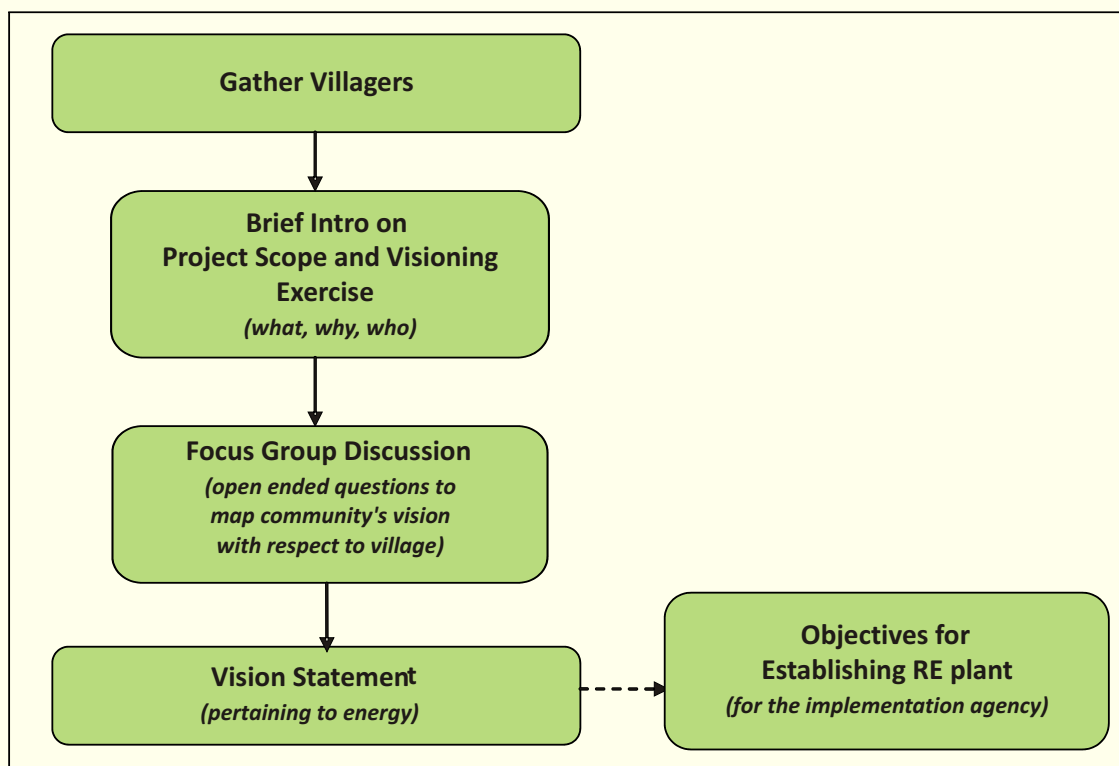 Gather Villagers
Brief Intro on
Project Scope and Visioning
Exercise
(what, why, who)
Focus Group Discussion
(open ended questions to
map community's vision
with respect to village)
Vision Statement
(pertaining to energy)
Objectives for
Establishing RE plant
(for the implementation agency)